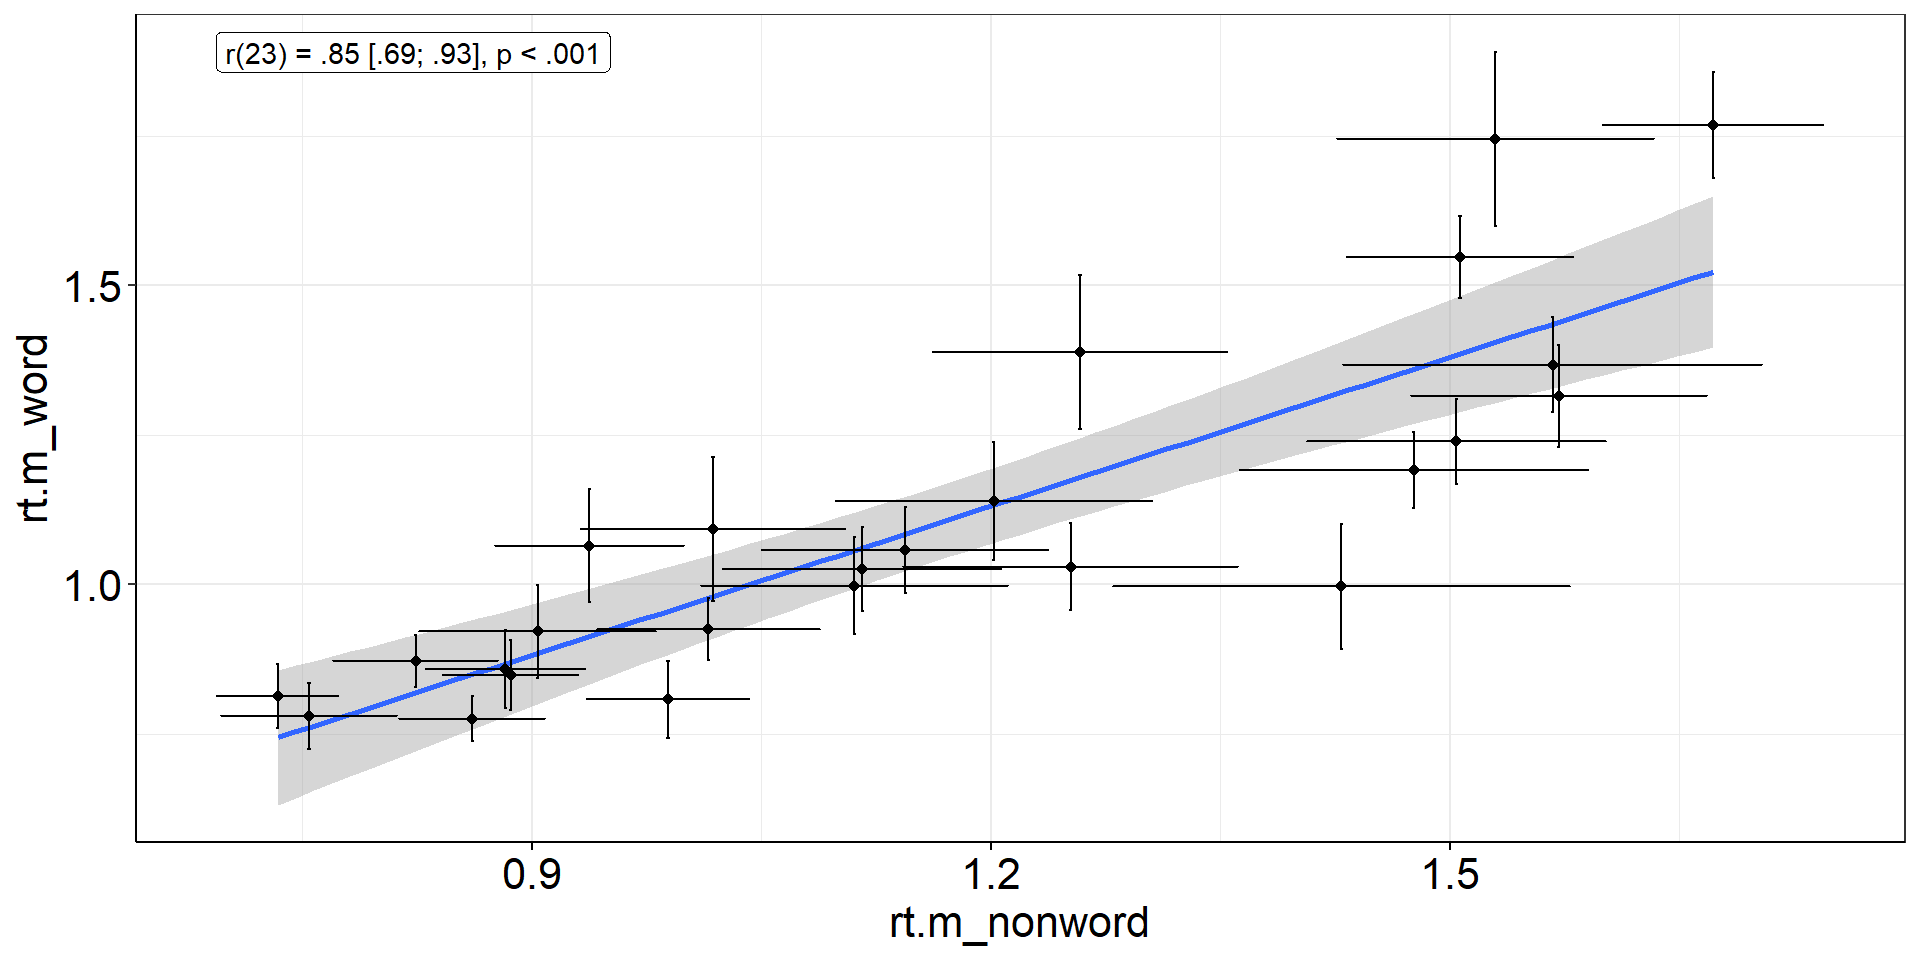 r(23) = .85 [.69; .93], p < .001
rt.m_word
1.5
1.0
0.9 1.2 1.5
rt.m_nonword